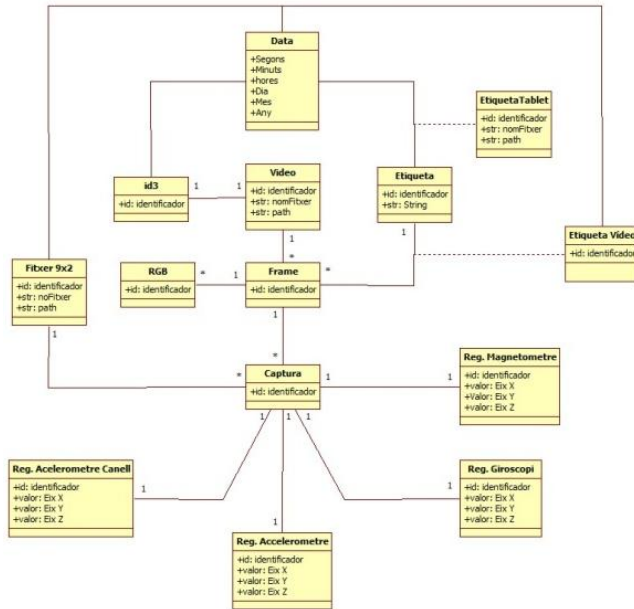 Data
+Segons
+Minuts
+hores
+Dia
+Mes
+Any
EtiquetaTablet
+id: identificador
+str: nomFitxer
+str: path
id3
+id: identificador
1
1
Video
+id: identificador
+str: nomFitxer
+str: path
Etiqueta
+id: identificador
+str: String
Etiqueta Vídeo
+id: identificador
1
1
Fitxer 9x2
+id: identificador
+str: noFitxer
+str: path
RGB
+id: identificador
*
1
*
Frame
+id: identificador
*
1
1
*
*
Captura
+id: identificador
1
1
Reg. Magnetometre
+id: identificador
+valor: Eix X
+Valor: Eix Y
+valor: Eix Z
1
1
1
Reg. Acelerometre Canell
+id: identificador
+valor: Eix X
+valor: Eix Y
+valor: Eix Z
1
Reg. Giroscopi
+id: identificador
+valor: Eix X
+valor: Eix Y
+valor: Eix Z
1
1
Reg. Accelerometre
+id: identificador
+valor: Eix X
+valor: Eix Y
+valor: Eix Z